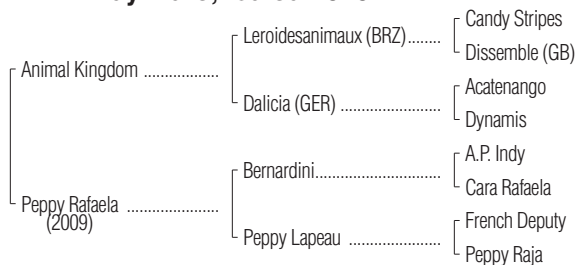 Candy Stripes
Leroidesanimaux (BRZ)........
Dissemble (GB)
Animal Kingdom ..................
Acatenango
Dalicia (GER) ........................
Dynamis
A.P. Indy
Bernardini..............................
Cara Rafaela
Peppy Rafaela ......................
(2009)
French Deputy
Peppy Lapeau ......................
Peppy Raja